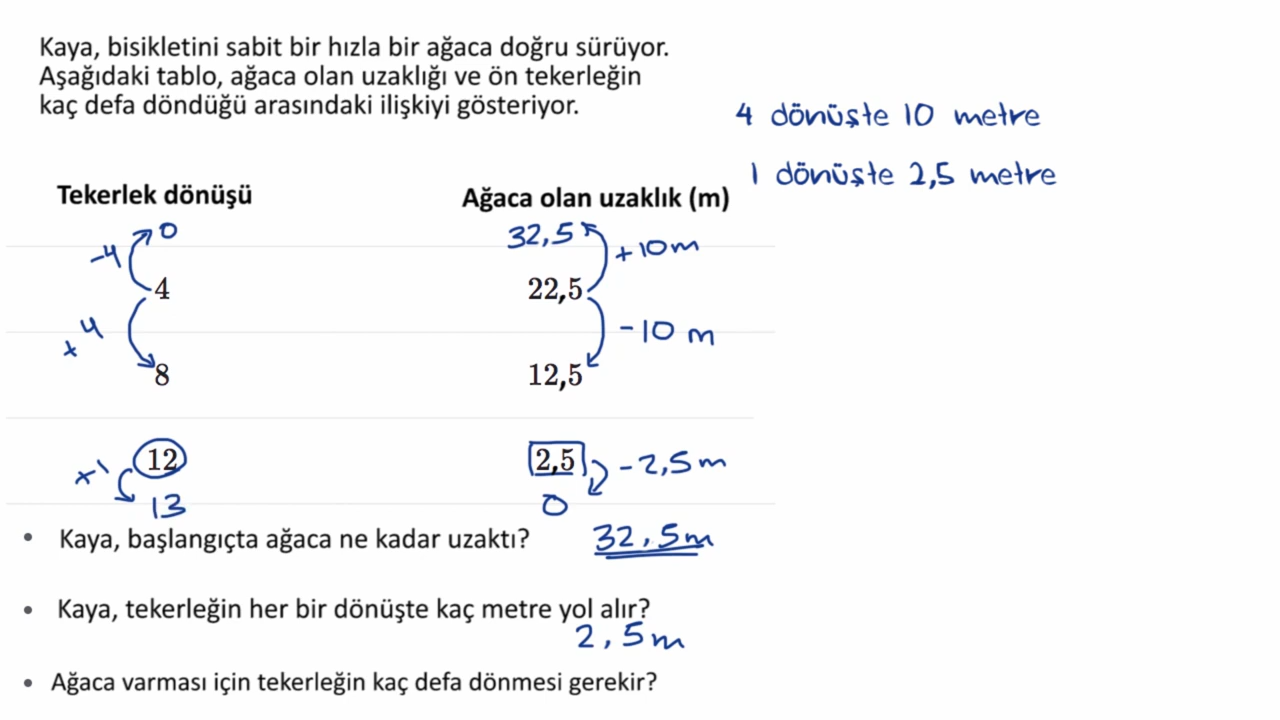 Kaya, bisikletini sabit bir hızla bir ağaca doğru sürüyor.
Aşağıdaki tablo, ağaca olan uzaklığı ve ön tekerleğin
kaç defa döndüğü arasındaki ilişkiyi gösteriyor.
4 dönüşte 10 metre
1 dönüşte 2,5 metre
Tekerlek dönüşü Ağaca olan uzaklık (m)
0 32,5
-4 +10m
4 22,5
+4 -10 m
8 12,5
12 2,5
+1 -2,5m
13 0
• Kaya, başlangıçta ağaca ne kadar uzaktı? 32,5m
• Kaya, tekerleğin her bir dönüşte kaç metre yol alır?
2,5m
• Ağaca varması için tekerleğin kaç defa dönmesi gerekir?